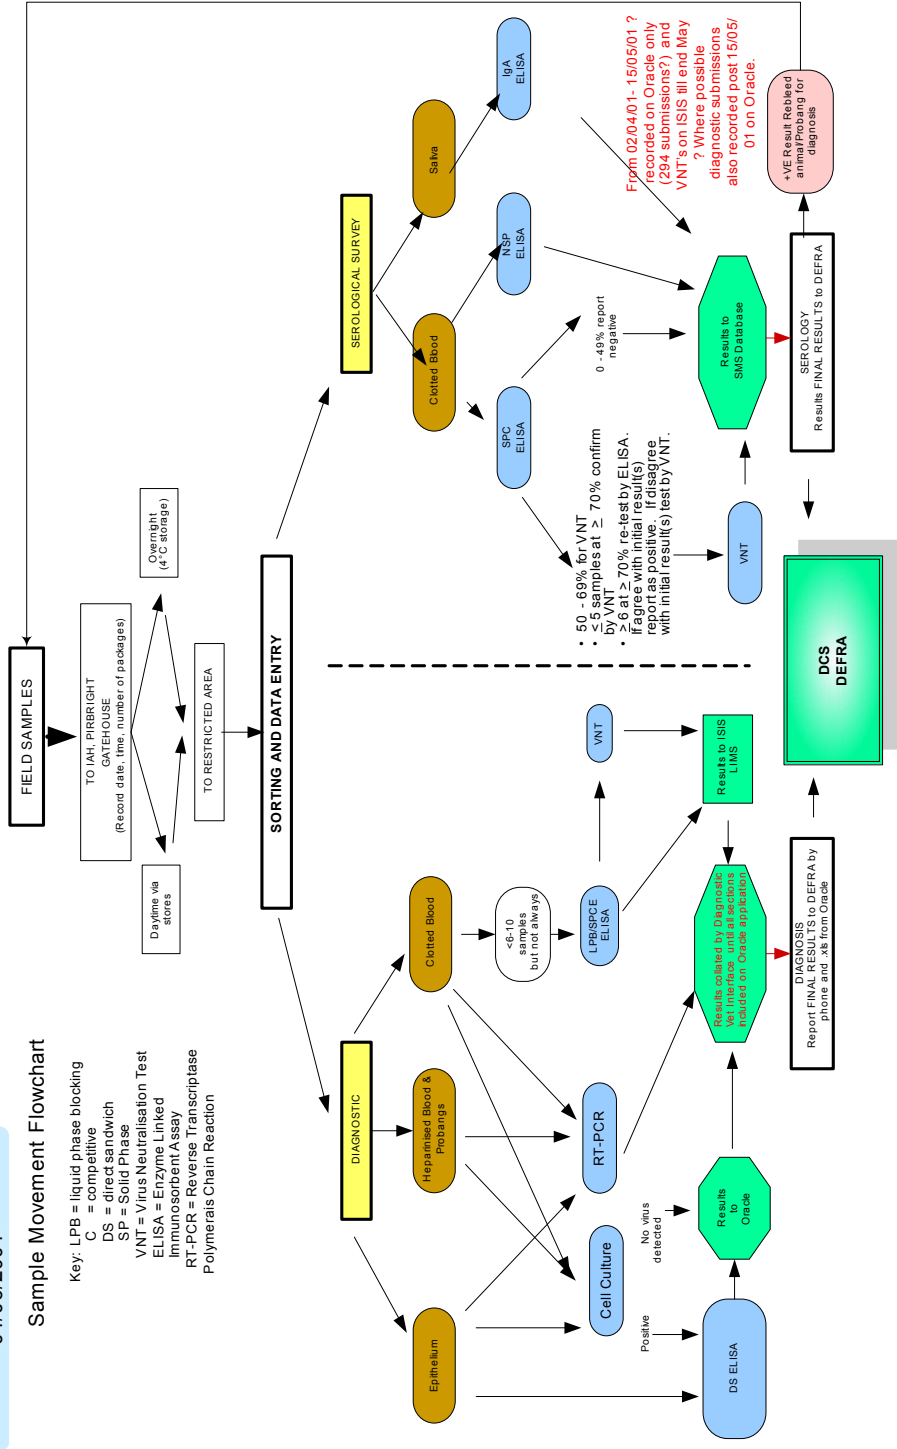 Sample Movement Flowchart
Key: LPB = liquid phase blocking
C = competitive
DS = direct sandwich
SP = Solid Phase
VNT = Virus Neutralisation Test
ELISA = Enzyme Linked
Immunosorbent Assay
RT-PCR = Reverse Transcriptase
Polymerais Chain Reaction
FIELD SAMPLES
TO IAH, PIRBRIGHT
GATEHOUSE
(Record date, time, number of packages)
Daytime via
stores
Overnight
(4°C storage)
TO RESTRICTED AREA
SORTING AND DATA ENTRY
DIAGNOSTIC
SEROLOGICAL SURVEY
Epithelium
Heparinised Blood &
Probangs
Clotted Blood
Clotted Blood
Saliva
<6-10
samples
but not always
LPB/SPCE
ELISA
VNT
SPC
ELISA
NSP
ELISA
IgA
ELISA
Cell Culture
RT-PCR
0 - 49% report
negative
• 50 - 69% for VNT
• ≤ 5 samples at ≥ 70% confirm
by VNT
• ≥ 6 at ≥ 70% re-test by ELISA.
If agree with initial result(s)
report as positive. If disagree
with initial result(s) test by VNT.
From 02/04/01- 15/05/01 ?
recorded on Oracle only
(294 submissions?) and
VNT's on ISIS till end May
? Where possible
diagnostic submissions
also recorded post 15/05/
01 on Oracle.
Positive
No virus
detected
DS ELISA
Results
to
Oracle
Results collated by Diagnostic
Vet Interface until all sections
included on Oracle application
Results to ISIS
LIMS
VNT
Results to
SMS Database
DIAGNOSIS
Report FINAL RESULTS to DEFRA by
phone and .xls from Oracle
DCS
DEFRA
SEROLOGY
Results FINAL RESULTS to DEFRA
+VE Result Rebleed
animal/Probang for
diagnosis